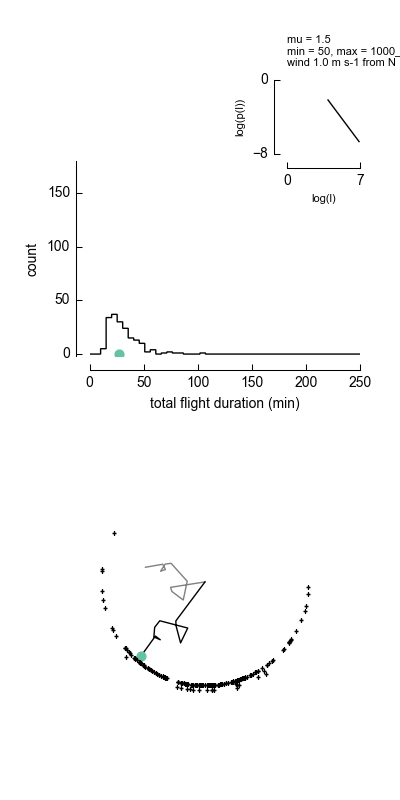 mu = 1.5
min = 50, max = 1000_
wind 1.0 m s-1 from N
0
−8
log(p(l))
0 7
log(l)
150
100
50
0
count
0 50 100 150 200 250
total flight duration (min)